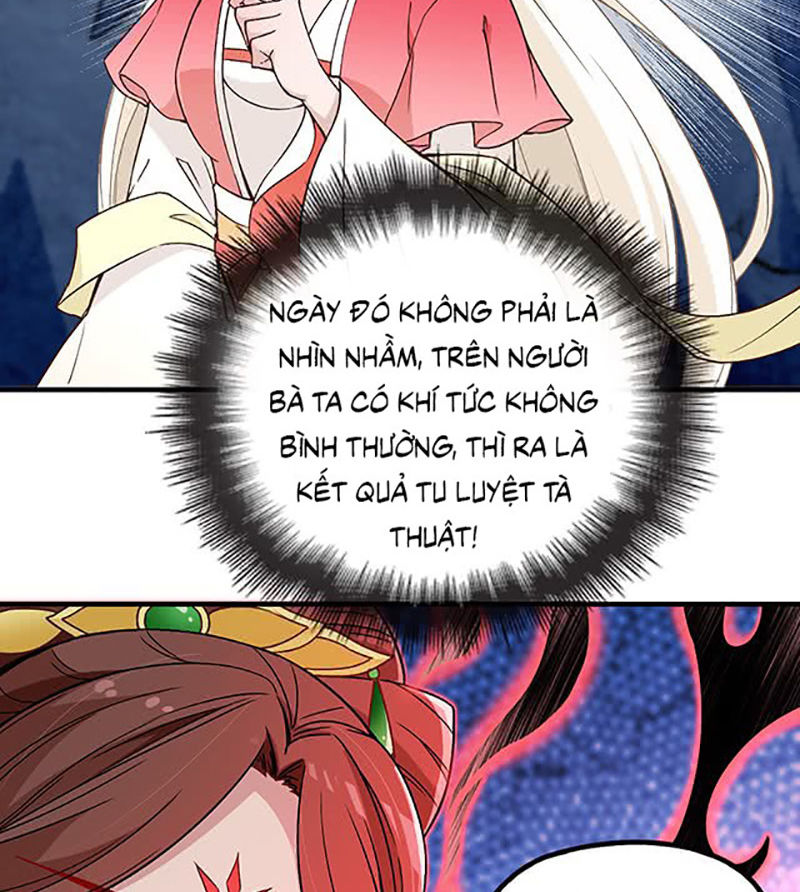 NGÀY ĐÓ KHÔNG PHẢI LÀ
NHÌN NHẦM, TRÊN NGƯỜI
BÀ TA CÓ KHÍ TỨC KHÔNG
BÌNH THƯỜNG, THÌ RA LÀ
KẾT QUẢ TU LUYỆT TÀ
THUẬT!